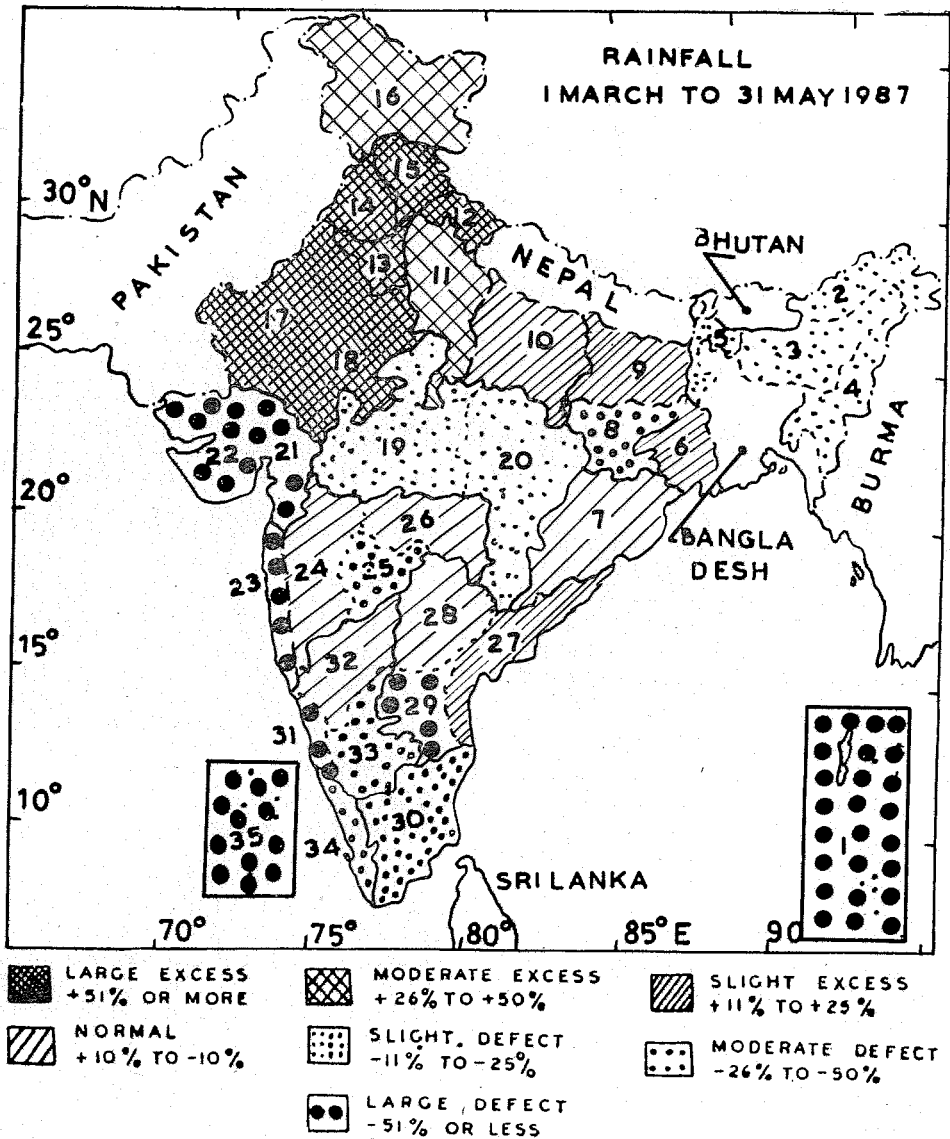 RAINFALL
1 MARCH TO 31 MAY 1987
16
15
30°N
14
12
PAKISTAN
BHUTAN
13
11
NEPAL
2
17
25°
10
5
3
18
9
4
8
19
22
21
6
20
BURMA
20°
26
7
BANGLA
DESH
23
24
25
28
27
15°
32
29
31
33
10°
30
35
34
1
SRI LANKA
70°
75°
80°
85°E
90
LARGE EXCESS
+51% OR MORE
MODERATE EXCESS
+26% TO +50%
SLIGHT EXCESS
+11% TO +25%
NORMAL
+10% TO -10%
SLIGHT. DEFECT
-11% TO -25%
MODERATE DEFECT
-26% TO -50%
LARGE DEFECT
-51% OR LESS